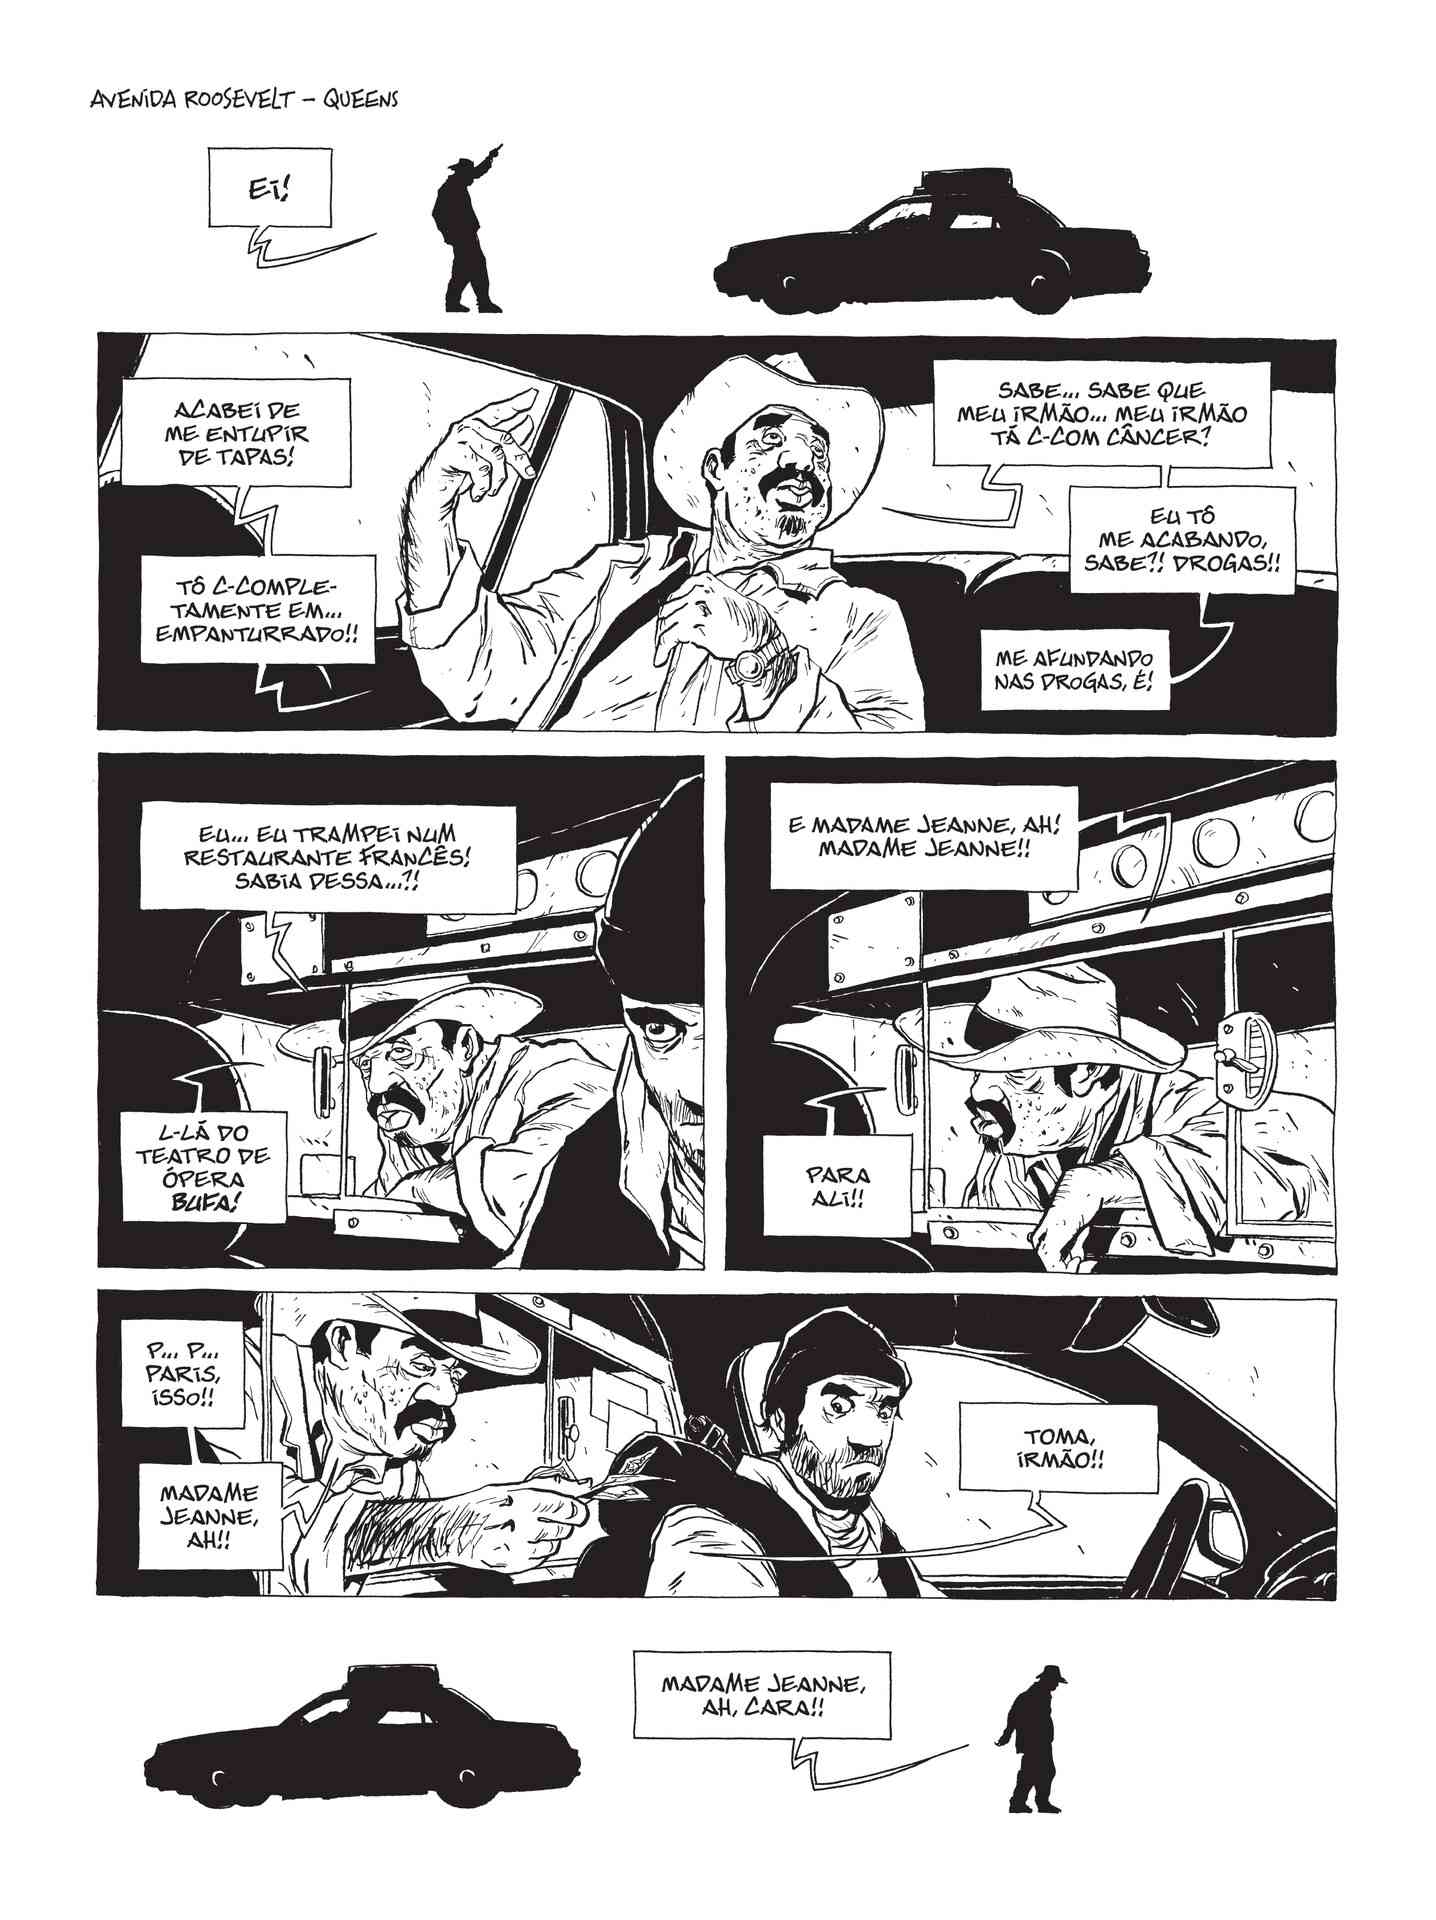 AVENIDA ROOSEVELT – QUEENS
EI!
ACABEI DE
ME ENTUPIR
DE TAPAS!
TÔ C-COMPLE-
TAMENTE EM...
EMPANTURRADO!!
SABE... SABE QUE
MEU IRMÃO... MEU IRMÃO
TÁ C-COM CÂNCER?
EU TÔ
ME ACABANDO,
SABE?! DROGAS!!
ME AFUNDANDO
NAS DROGAS, É!
EU... EU TRAMPEI NUM
RESTAURANTE FRANCÊS!
SABIA DESSA...?!
L-LÁ DO
TEATRO DE
ÓPERA
BUFA!
E MADAME JEANNE, AH!
MADAME JEANNE!!
PARA
ALI!!
P... P...
PARIS,
ISSO!!
MADAME
JEANNE,
AH!!
TOMA,
IRMÃO!!
MADAME JEANNE,
AH, CARA!!